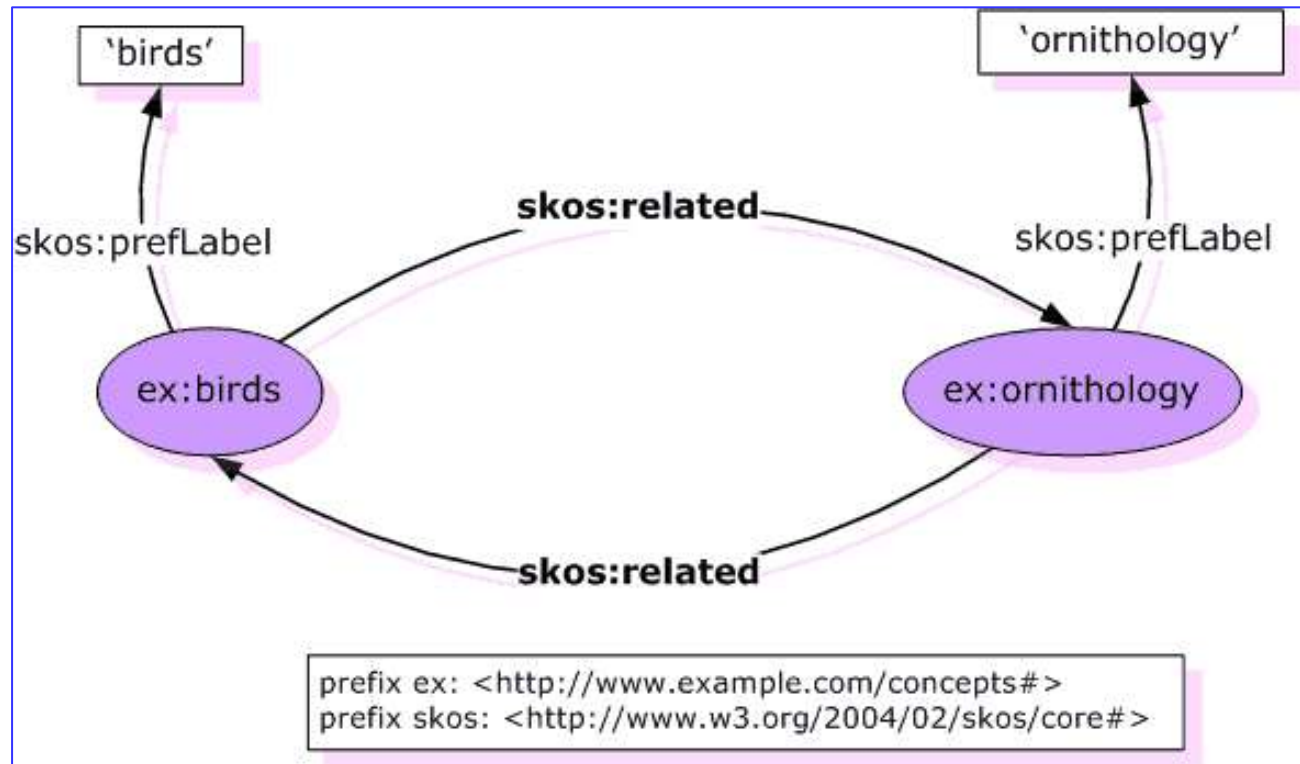 ‘birds’
‘ornithology’
skos:related
skos:prefLabel
skos:prefLabel
ex:birds
ex:ornithology
skos:related
prefix ex: <http://www.example.com/concepts#>
prefix skos: <http://www.w3.org/2004/02/skos/core#>